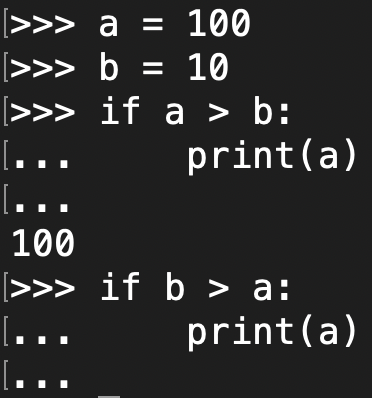 >>> a = 100
>>> b = 10
>>> if a > b:
...     print(a)
...
100
>>> if b > a:
...     print(a)
...